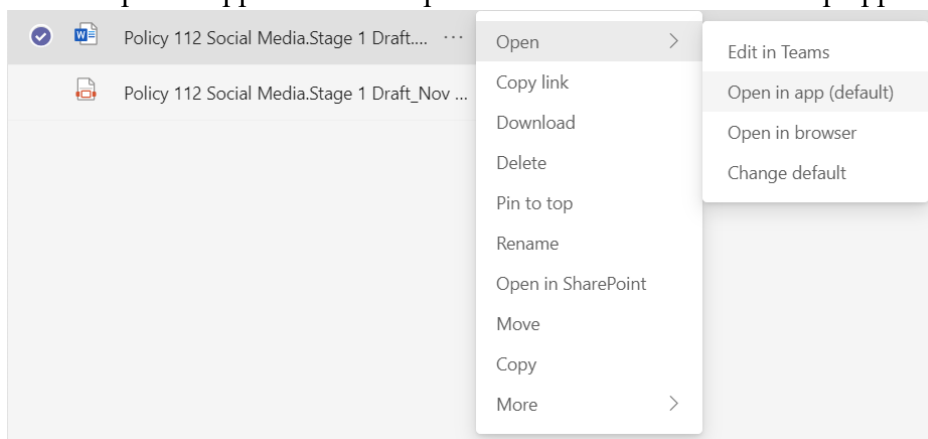 Policy 112 Social Media.Stage 1 Draft.... ...
Policy 112 Social Media.Stage 1 Draft_Nov ...
Open >
Copy link
Download
Delete
Pin to top
Rename
Open in SharePoint
Move
Copy
More >
Edit in Teams
Open in app (default)
Open in browser
Change default